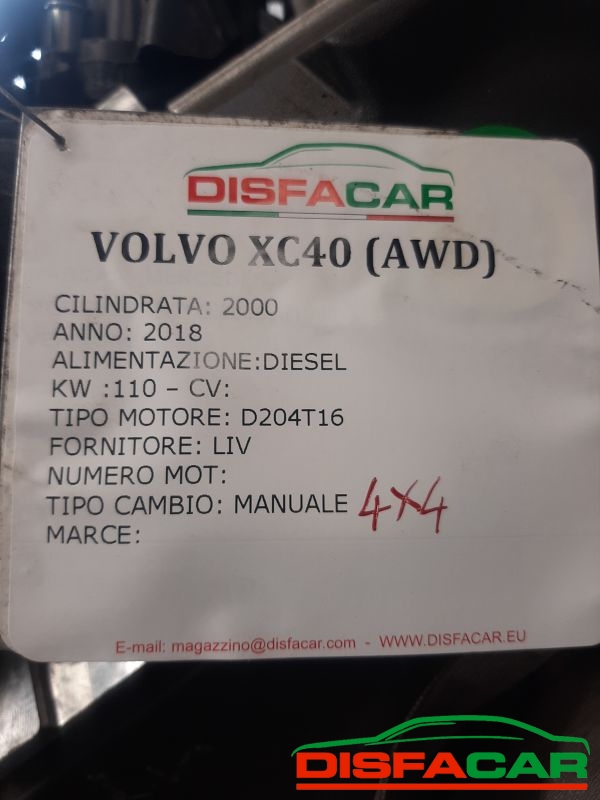 DISFACAR
VOLVO XC40 (AWD)
CILINDRATA: 2000
ANNO: 2018
ALIMENTAZIONE:DIESEL
KW :110 – CV:
TIPO MOTORE: D204T16
FORNITORE: LIV
NUMERO MOT:
TIPO CAMBIO: MANUALE 4X4
MARCE:
E-mail: magazzino@disfacar.com - WWW.DISFACAR.EU
DISFACAR